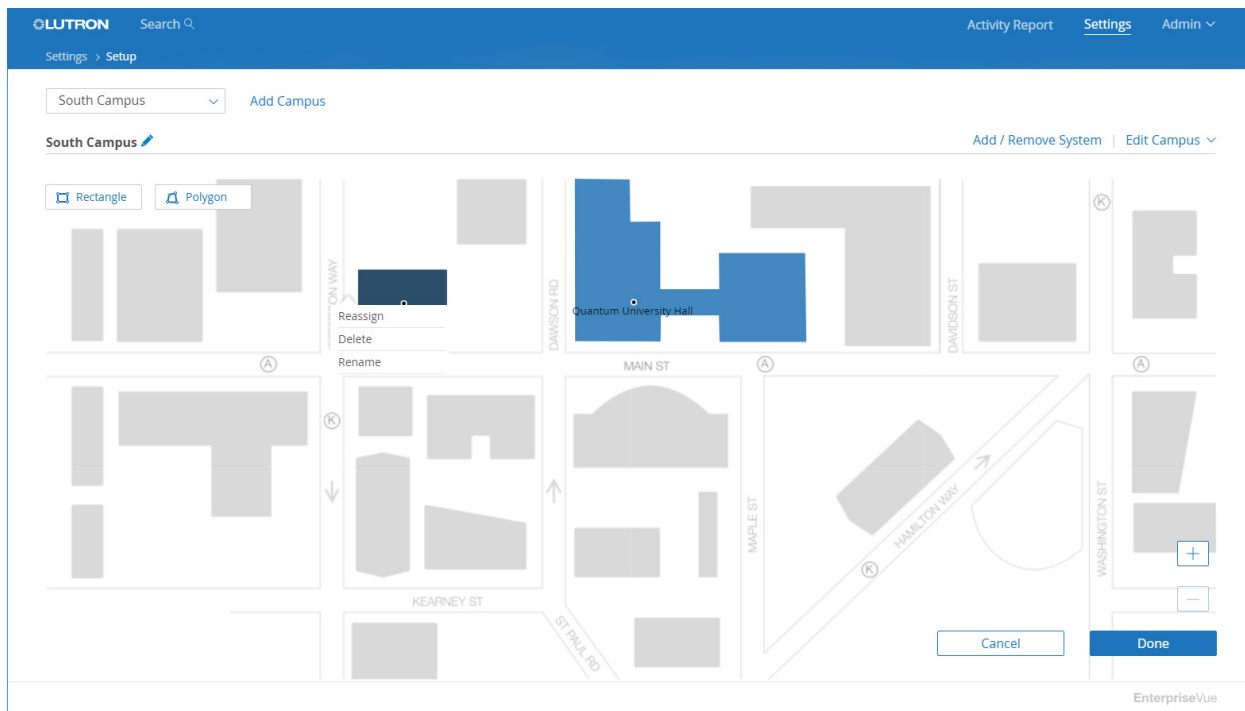 LUTRON Search Activity Report Settings Admin
Settings > Setup
South Campus Add Campus
South Campus Add / Remove System | Edit Campus
Rectangle Polygon
K
ON WAY
DAWSON RD
DAVIDSON ST
Quantum University Hall
Reassign
Delete
Rename
A MAIN ST A A
K
MAPLE ST
HAMILTON WAY
WASHINGTON ST
+
K
KEARNEY ST
−
ST PAUL RD
Cancel Done
EnterpriseVue